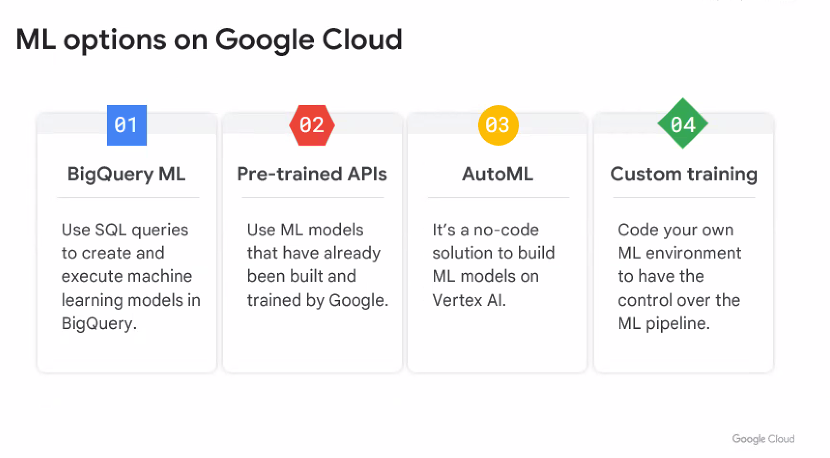 ML options on Google Cloud
01
BigQuery ML
Use SQL queries
to create and
execute machine
learning models in
BigQuery.
02
Pre-trained APIs
Use ML models
that have already
been built and
trained by Google.
03
AutoML
It’s a no-code
solution to build
ML models on
Vertex AI.
04
Custom training
Code your own
ML environment
to have the
control over the
ML pipeline.
Google Cloud